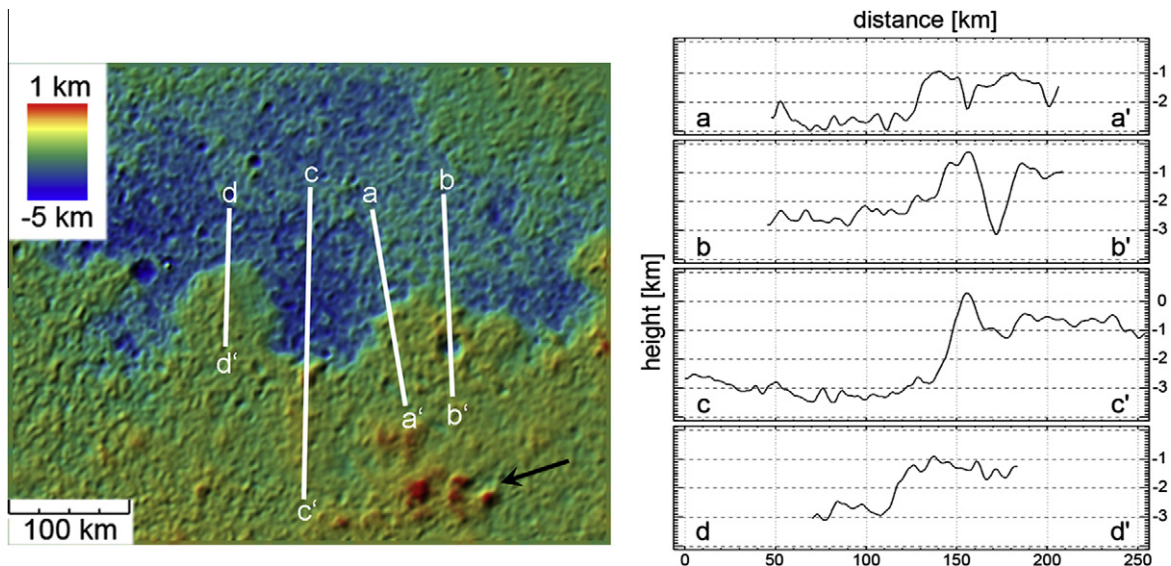 1 km
-5 km
d
c
a
b
d'
a'
b'
c'
100 km
distance [km]
height [km]
-1
-2
a a'
-1
-2
-3
b b'
0
-1
-2
-3
c c'
-1
-2
-3
d d'
0 50 100 150 200 250